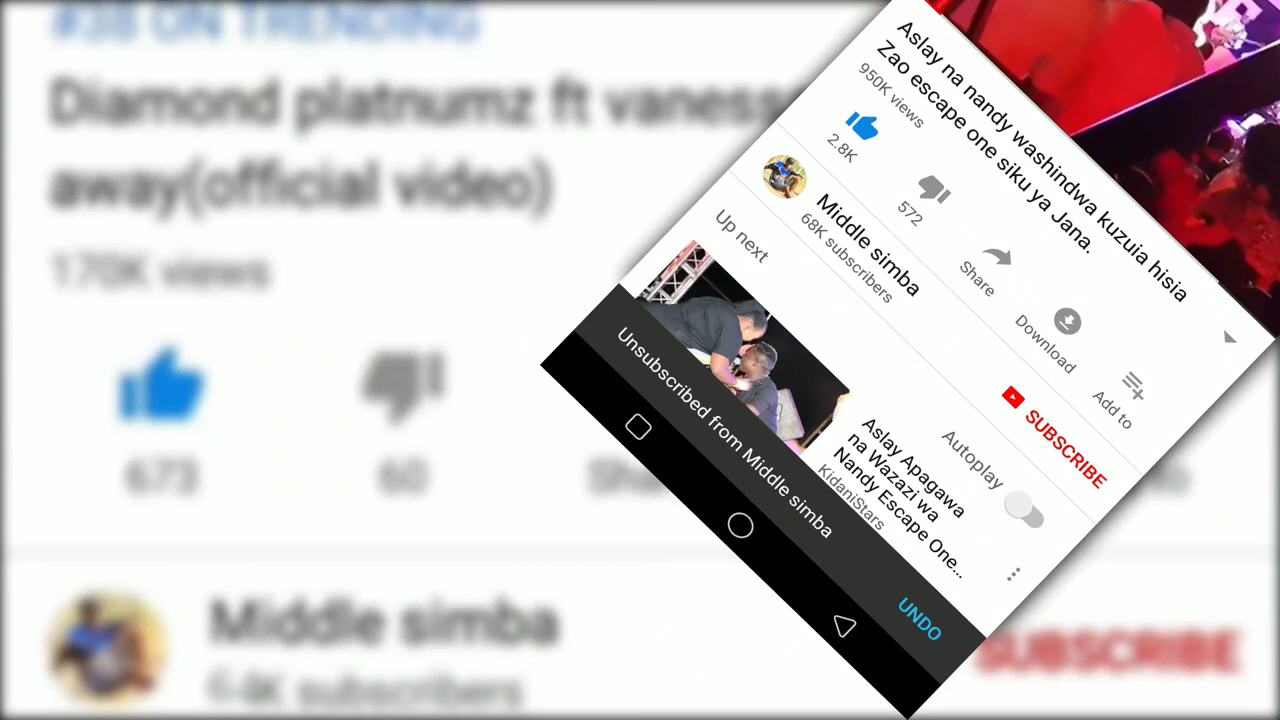 #38 ON TRENDING
Diamond platnumz ft vaness
away(official video)
170K views
673
60
Middle simba
64K subscribers
SUBSCRIBE
Aslay na nandy washindwa kuzuia hisia
Zao escape one siku ya Jana.
950K views
2.8K
572
Share
Download
Add to
Middle simba
68K subscribers
SUBSCRIBE
Up next
Autoplay
Aslay Apagawa
na Wazazi wa
Nandy Escape One...
KidaniStars
Unsubscribed from Middle simba
UNDO